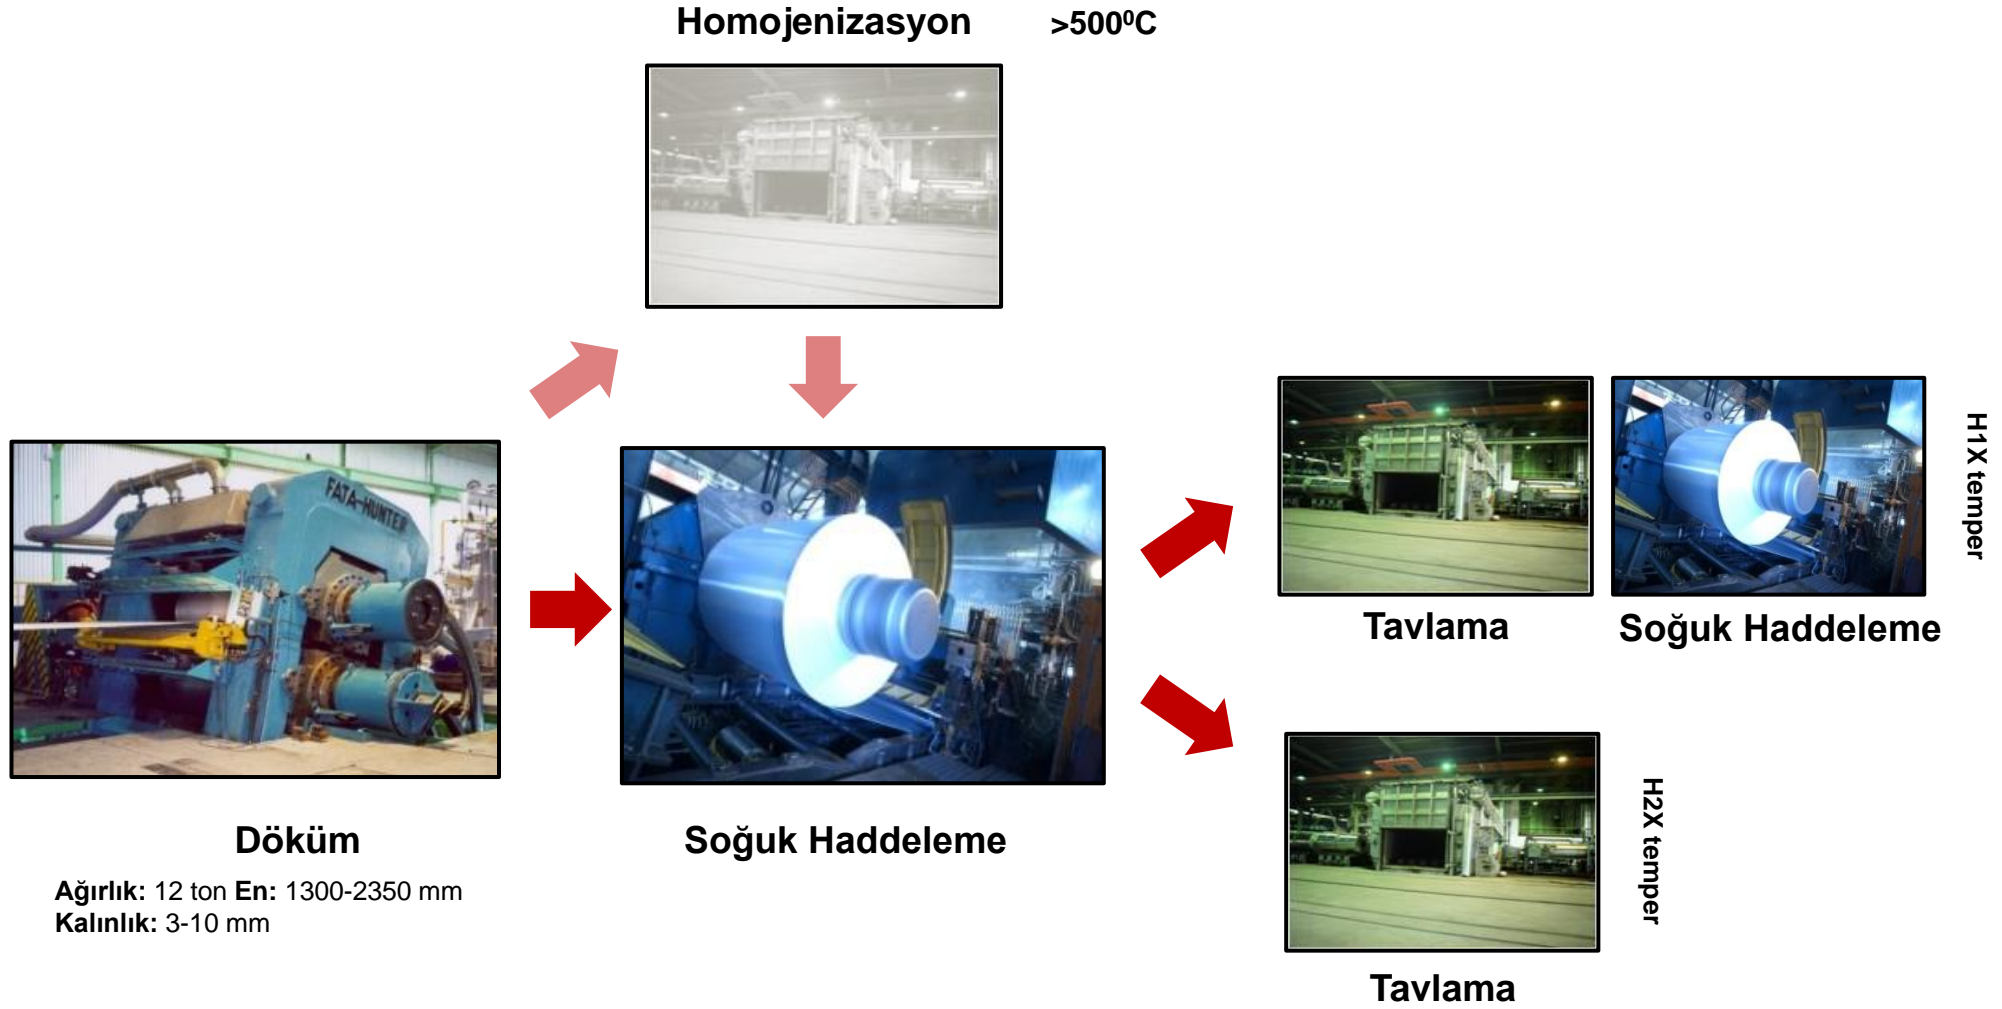 Homojenizasyon >500⁰C
FATA-HUNTER
Döküm
Ağırlık: 12 ton En: 1300-2350 mm
Kalınlık: 3-10 mm
Soğuk Haddeleme
Tavlama
Soğuk Haddeleme
H1X temper
Tavlama
H2X temper